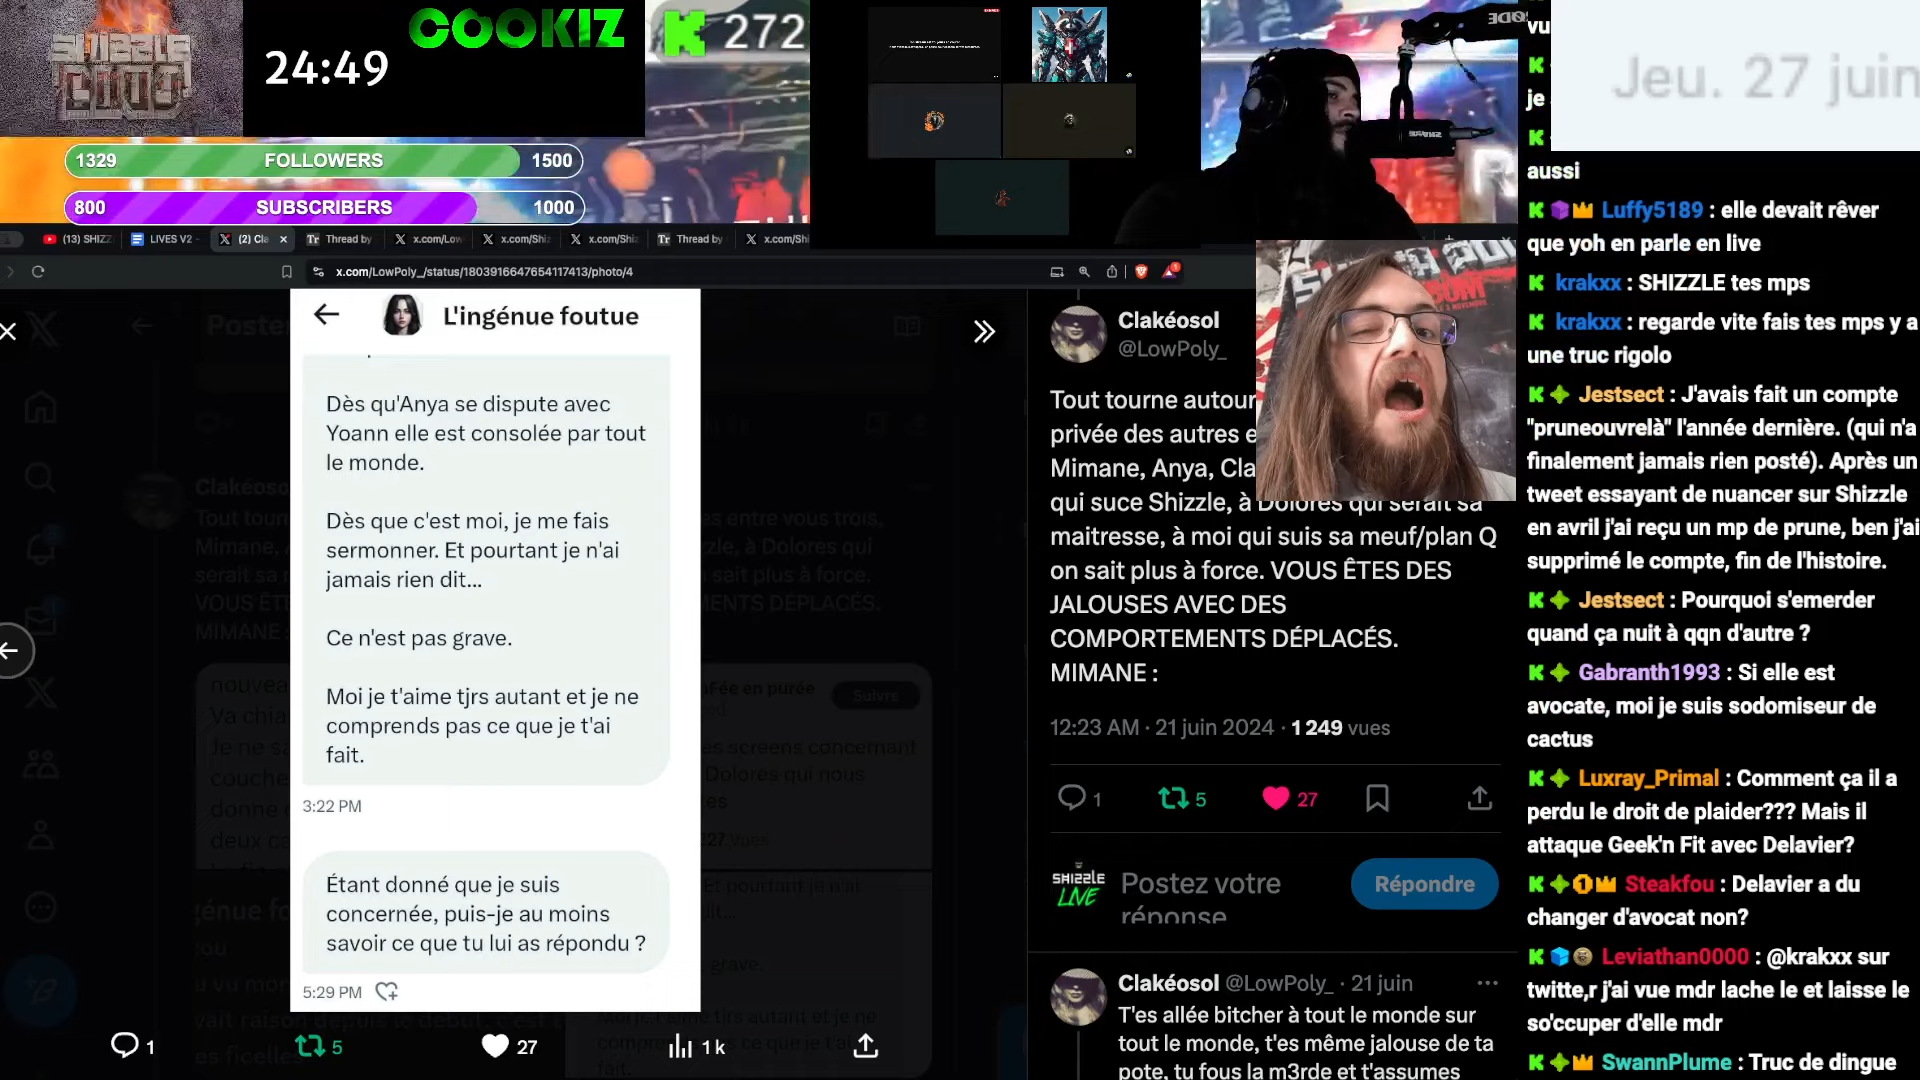 SHIZZLE
24:49
COOKIZ
272
1329 FOLLOWERS 1500
800 SUBSCRIBERS 1000
(13) SHIZZ
LIVES V2
(2) Cla
Thread by
x.com/Low
x.com/Shiz
x.com/Shiz
Thread by
x.com/Shi
x.com/LowPoly_/status/1803916647654117413/photo/4
L'ingénue foutue
Dès qu'Anya se dispute avec
Yoann elle est consolée par tout
le monde.
Dès que c'est moi, je me fais
sermonner. Et pourtant je n'ai
jamais rien dit...
Ce n'est pas grave.
Moi je t'aime tjrs autant et je ne
comprends pas ce que je t'ai
fait.
3:22 PM
Étant donné que je suis
concernée, puis-je au moins
savoir ce que tu lui as répondu ?
5:29 PM
1
5
27
1 k
Clakéosol
@LowPoly_
Tout tourne autour
privée des autres e
Mimane, Anya, Cla
qui suce Shizzle, à Dolores qui serait sa
maitresse, à moi qui suis sa meuf/plan Q
on sait plus à force. VOUS ÊTES DES
JALOUSES AVEC DES
COMPORTEMENTS DÉPLACÉS.
MIMANE :
12:23 AM · 21 juin 2024 · 1 249 vues
1
5
27
SHIZZLE
LIVE
Postez votre
réponse
Répondre
Clakéosol @LowPoly_ · 21 juin
T'es allée bitcher à tout le monde sur
tout le monde, t'es même jalouse de ta
pote, tu fous la m3rde et t'assumes
Jeu. 27 juin
vu
je
aussi
Luffy5189 : elle devait rêver
que yoh en parle en live
krakxx : SHIZZLE tes mps
krakxx : regarde vite fais tes mps y a
une truc rigolo
Jestsect : J'avais fait un compte
"pruneouvrelà" l'année dernière. (qui n'a
finalement jamais rien posté). Après un
tweet essayant de nuancer sur Shizzle
en avril j'ai reçu un mp de prune, ben j'ai
supprimé le compte, fin de l'histoire.
Jestsect : Pourquoi s'emerder
quand ça nuit à qqn d'autre ?
Gabranth1993 : Si elle est
avocate, moi je suis sodomiseur de
cactus
Luxray_Primal : Comment ça il a
perdu le droit de plaider??? Mais il
attaque Geek'n Fit avec Delavier?
Steakfou : Delavier a du
changer d'avocat non?
Leviathan0000 : @krakxx sur
twitte,r j'ai vue mdr lache le et laisse le
so'ccuper d'elle mdr
SwannPlume : Truc de dingue